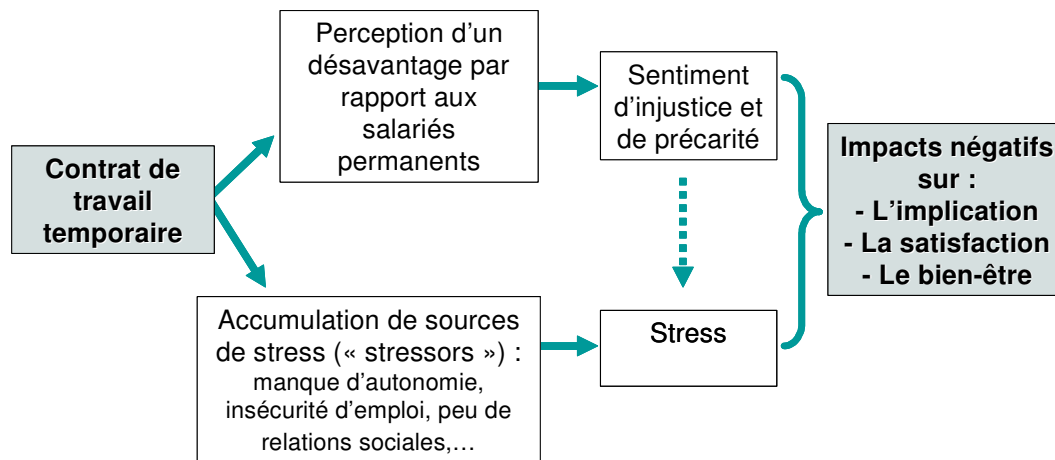 Contrat de
travail
temporaire
Perception d’un
désavantage par
rapport aux
salariés
permanents
Sentiment
d’injustice et
de précarité
Accumulation de sources
de stress (« stressors ») :
manque d’autonomie,
insécurité d’emploi, peu de
relations sociales,…
Stress
Impacts négatifs
sur :
- L’implication
- La satisfaction
- Le bien-être